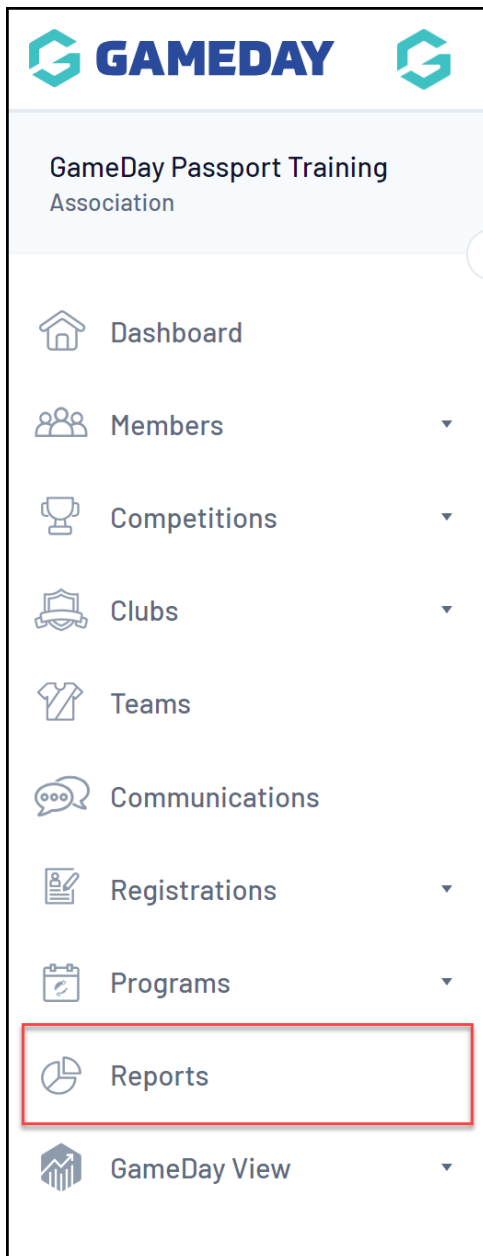 GAMEDAY
GameDay Passport Training
Association
Dashboard
Members
Competitions
Clubs
Teams
Communications
Registrations
Programs
Reports
GameDay View